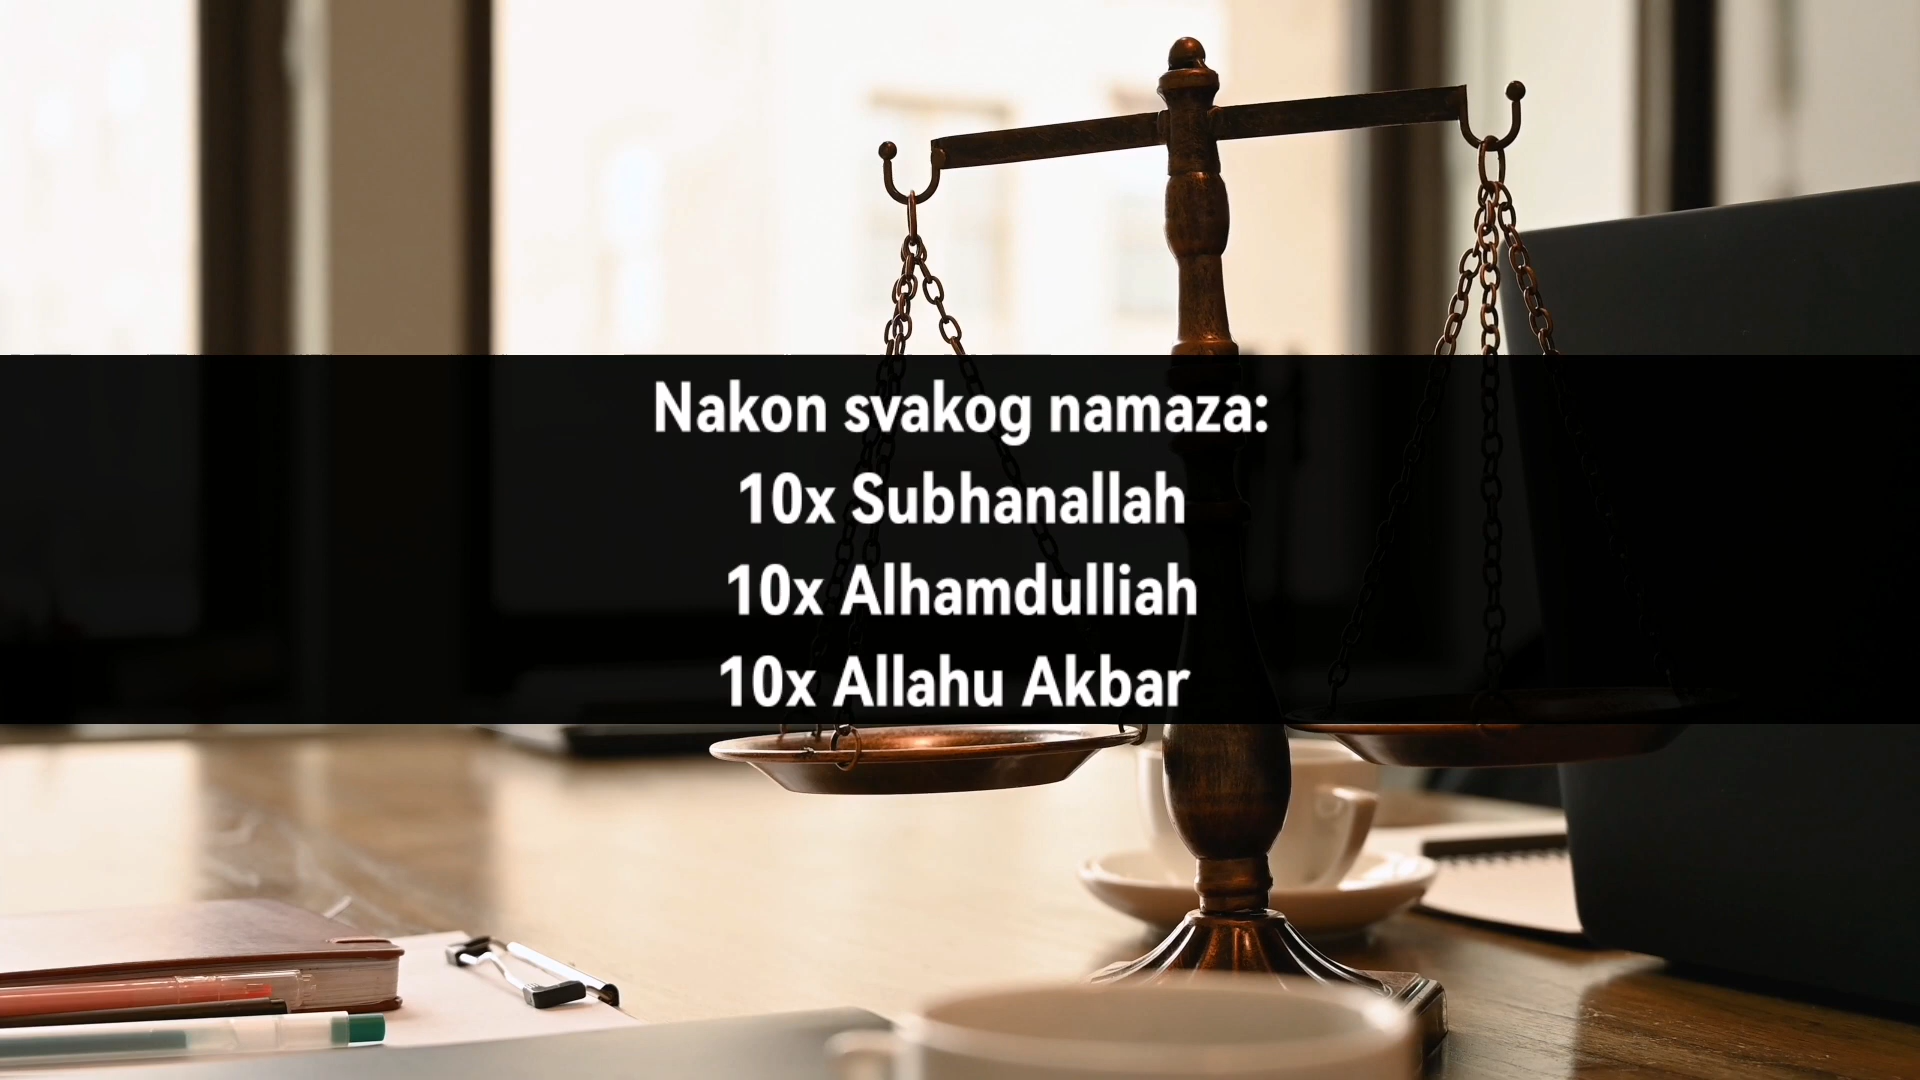 Nakon svakog namaza:
10x Subhanallah
10x Alhamdulliah
10x Allahu Akbar